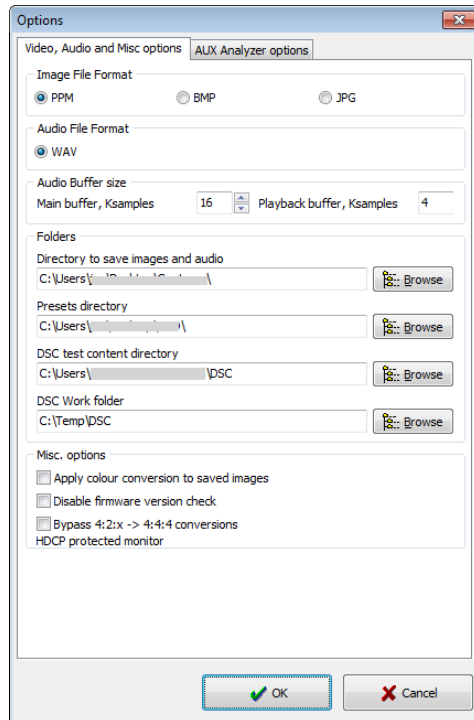 Options
Video, Audio and Misc options AUX Analyzer options
Image File Format
PPM BMP JPG
Audio File Format
WAV
Audio Buffer size
Main buffer, Ksamples 16 Playback buffer, Ksamples 4
Folders
Directory to save images and audio
C:\Users\ \ Browse
Presets directory
C:\Users\ \ Browse
DSC test content directory
C:\Users\ \DSC Browse
DSC Work folder
C:\Temp\DSC Browse
Misc. options
Apply colour conversion to saved images
Disable firmware version check
Bypass 4:2:x -> 4:4:4 conversions
HDCP protected monitor
OK Cancel